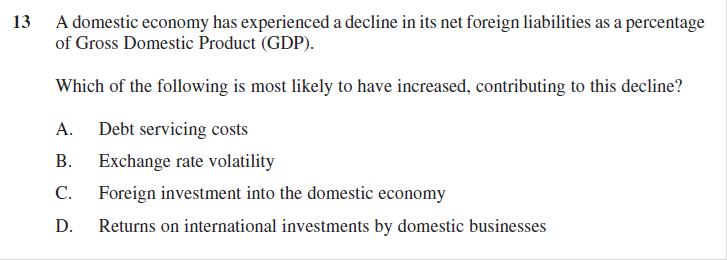 13 A domestic economy has experienced a decline in its net foreign liabilities as a percentage
of Gross Domestic Product (GDP).
Which of the following is most likely to have increased, contributing to this decline?
A. Debt servicing costs
B. Exchange rate volatility
C. Foreign investment into the domestic economy
D. Returns on international investments by domestic businesses